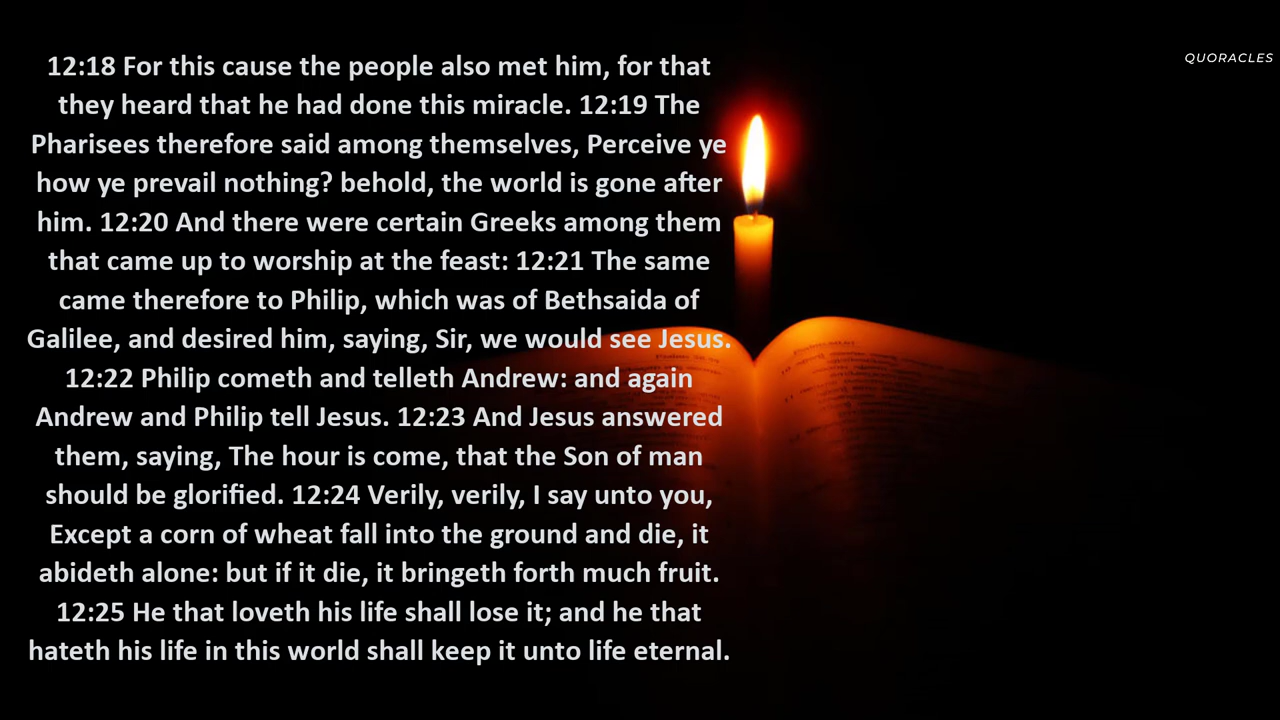 12:18 For this cause the people also met him, for that
they heard that he had done this miracle. 12:19 The
Pharisees therefore said among themselves, Perceive ye
how ye prevail nothing? behold, the world is gone after
him. 12:20 And there were certain Greeks among them
that came up to worship at the feast: 12:21 The same
came therefore to Philip, which was of Bethsaida of
Galilee, and desired him, saying, Sir, we would see Jesus.
12:22 Philip cometh and telleth Andrew: and again
Andrew and Philip tell Jesus. 12:23 And Jesus answered
them, saying, The hour is come, that the Son of man
should be glorified. 12:24 Verily, verily, I say unto you,
Except a corn of wheat fall into the ground and die, it
abideth alone: but if it die, it bringeth forth much fruit.
12:25 He that loveth his life shall lose it; and he that
hateth his life in this world shall keep it unto life eternal.
QUORACLES